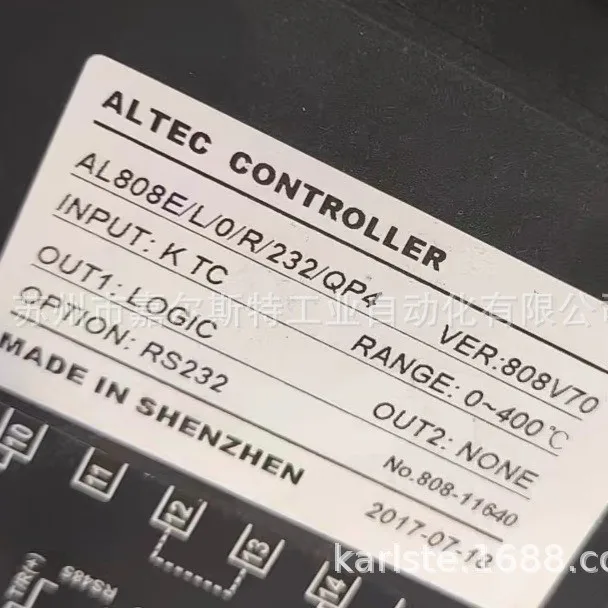 ALTEC CONTROLLER
AL808E/L/0/R/232/QP4 VER:808V70
INPUT: K TC RANGE: 0~400℃
OUT1: LOGIC OUT2: NONE
OPTION: RS232 No.808-11640
MADE IN SHENZHEN 2017-07-18
苏州市嘉尔斯特工业自动化有限公司
10
11
12
13
14
T/R(+)
RS485
karlste.1688.co